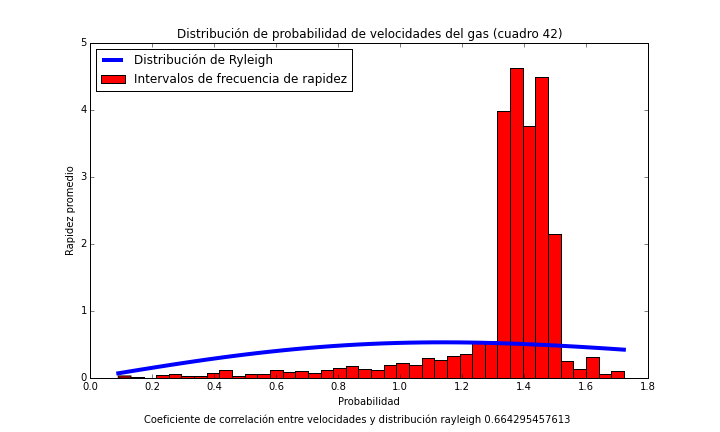 Distribución de probabilidad de velocidades del gas (cuadro 42)
5
Distribución de Ryleigh
Intervalos de frecuencia de rapidez
4
3
Rapidez promedio
2
1
0
0.0 0.2 0.4 0.6 0.8 1.0 1.2 1.4 1.6 1.8
Probabilidad
Coeficiente de correlación entre velocidades y distribución rayleigh 0.664295457613